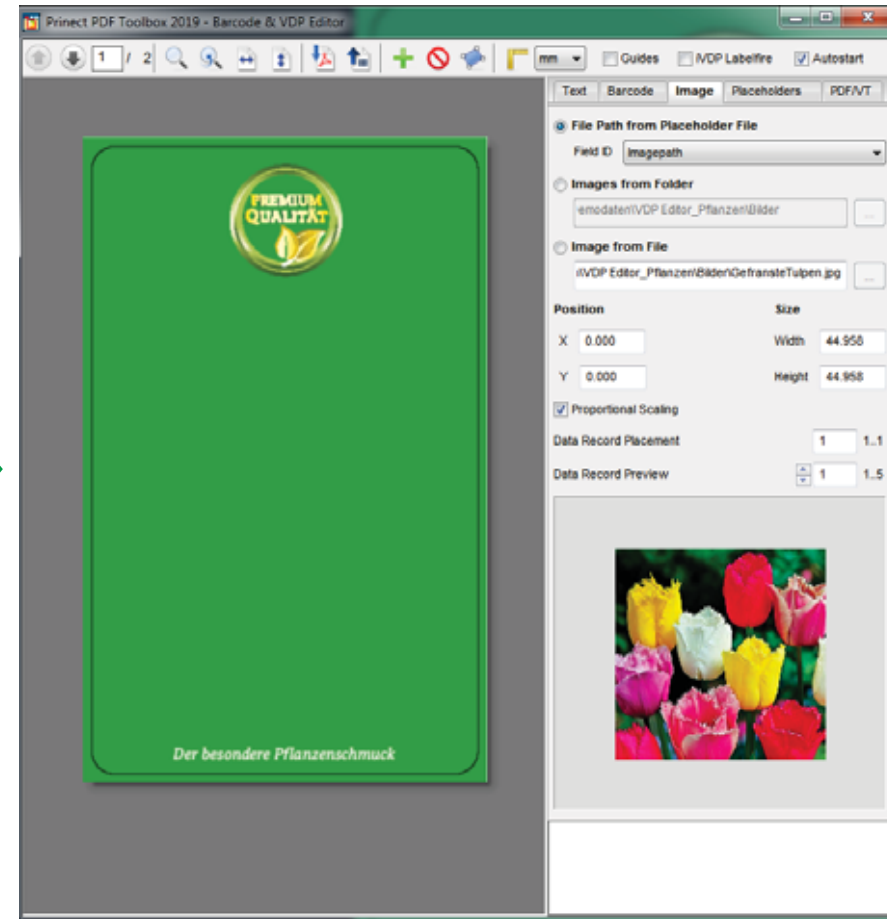 Prinect PDF Toolbox 2019 - Barcode & VDP Editor
1 / 2 mm Guides iVDP Labelfire Autostart
Text Barcode Image Placeholders PDF/VT
File Path from Placeholder File
Field ID Imagepath
Images from Folder
emodaten\VDP Editor_Pflanzen\Bilder ...
Image from File
\VDP Editor_Pflanzen\Bilder\GefransteTulpen.jpg ...
Position Size
X 0.000 Width 44.958
Y 0.000 Height 44.958
Proportional Scaling
Data Record Placement 1 1..1
Data Record Preview 1 1..5
PREMIUM
QUALITÄT
Der besondere Pflanzenschmuck